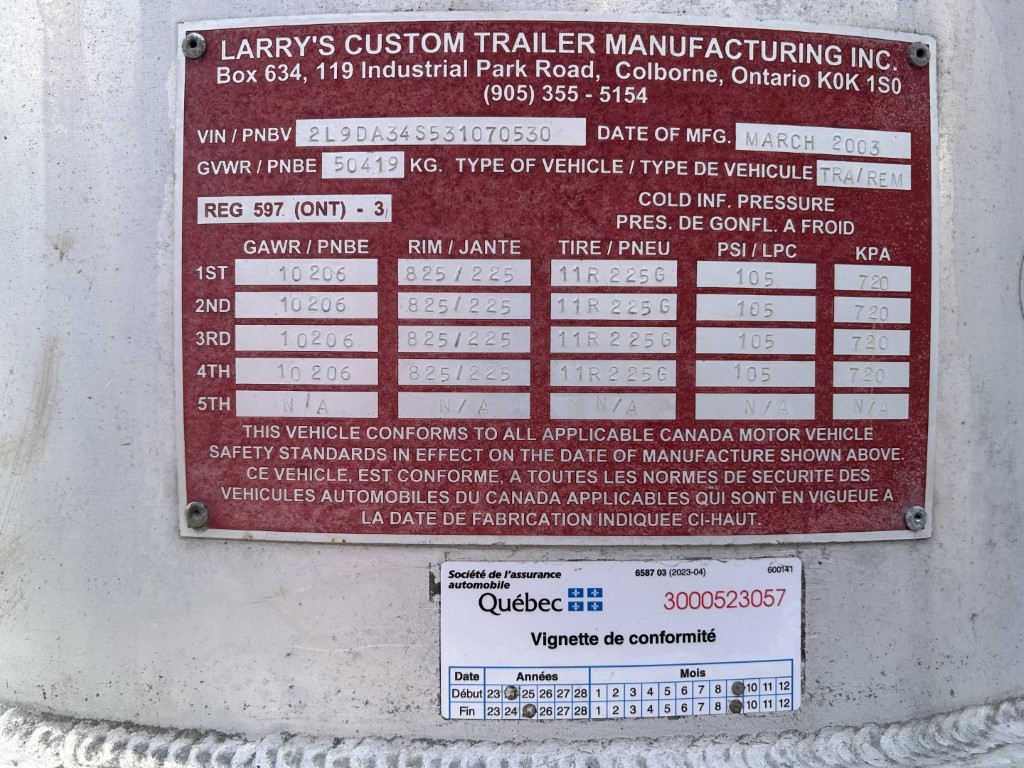 LARRY'S CUSTOM TRAILER MANUFACTURING INC.
Box 634, 119 Industrial Park Road, Colborne, Ontario K0K 1S0
(905) 355 - 5154
VIN / PNBV 2L9DA34S531070530 DATE OF MFG. MARCH 2003
GVWR / PNBE 50419 KG. TYPE OF VEHICLE / TYPE DE VEHICULE TRA/REM
REG 597 (ONT) - 3
COLD INF. PRESSURE
PRES. DE GONFL. A FROID
GAWR / PNBE RIM / JANTE TIRE / PNEU PSI / LPC KPA
1ST 10206 825/225 11R225G 105 720
2ND 10206 825/225 11R225G 105 720
3RD 10206 825/225 11R225G 105 720
4TH 10206 825/225 11R225G 105 720
5TH N/A N/A N/A N/A N/A
THIS VEHICLE CONFORMS TO ALL APPLICABLE CANADA MOTOR VEHICLE
SAFETY STANDARDS IN EFFECT ON THE DATE OF MANUFACTURE SHOWN ABOVE.
CE VEHICLE, EST CONFORME, A TOUTES LES NORMES DE SECURITE DES
VEHICULES AUTOMOBILES DU CANADA APPLICABLES QUI SONT EN VIGUEUE A
LA DATE DE FABRICATION INDIQUEE CI-HAUT.
Société de l'assurance
automobile
Québec
6587 03 (2023-04) 600141
3000523057
Vignette de conformité
Date Années Mois
Début 23 25 26 27 28 1 2 3 4 5 6 7 8 10 11 12
Fin 23 24 26 27 28 1 2 3 4 5 6 7 8 10 11 12